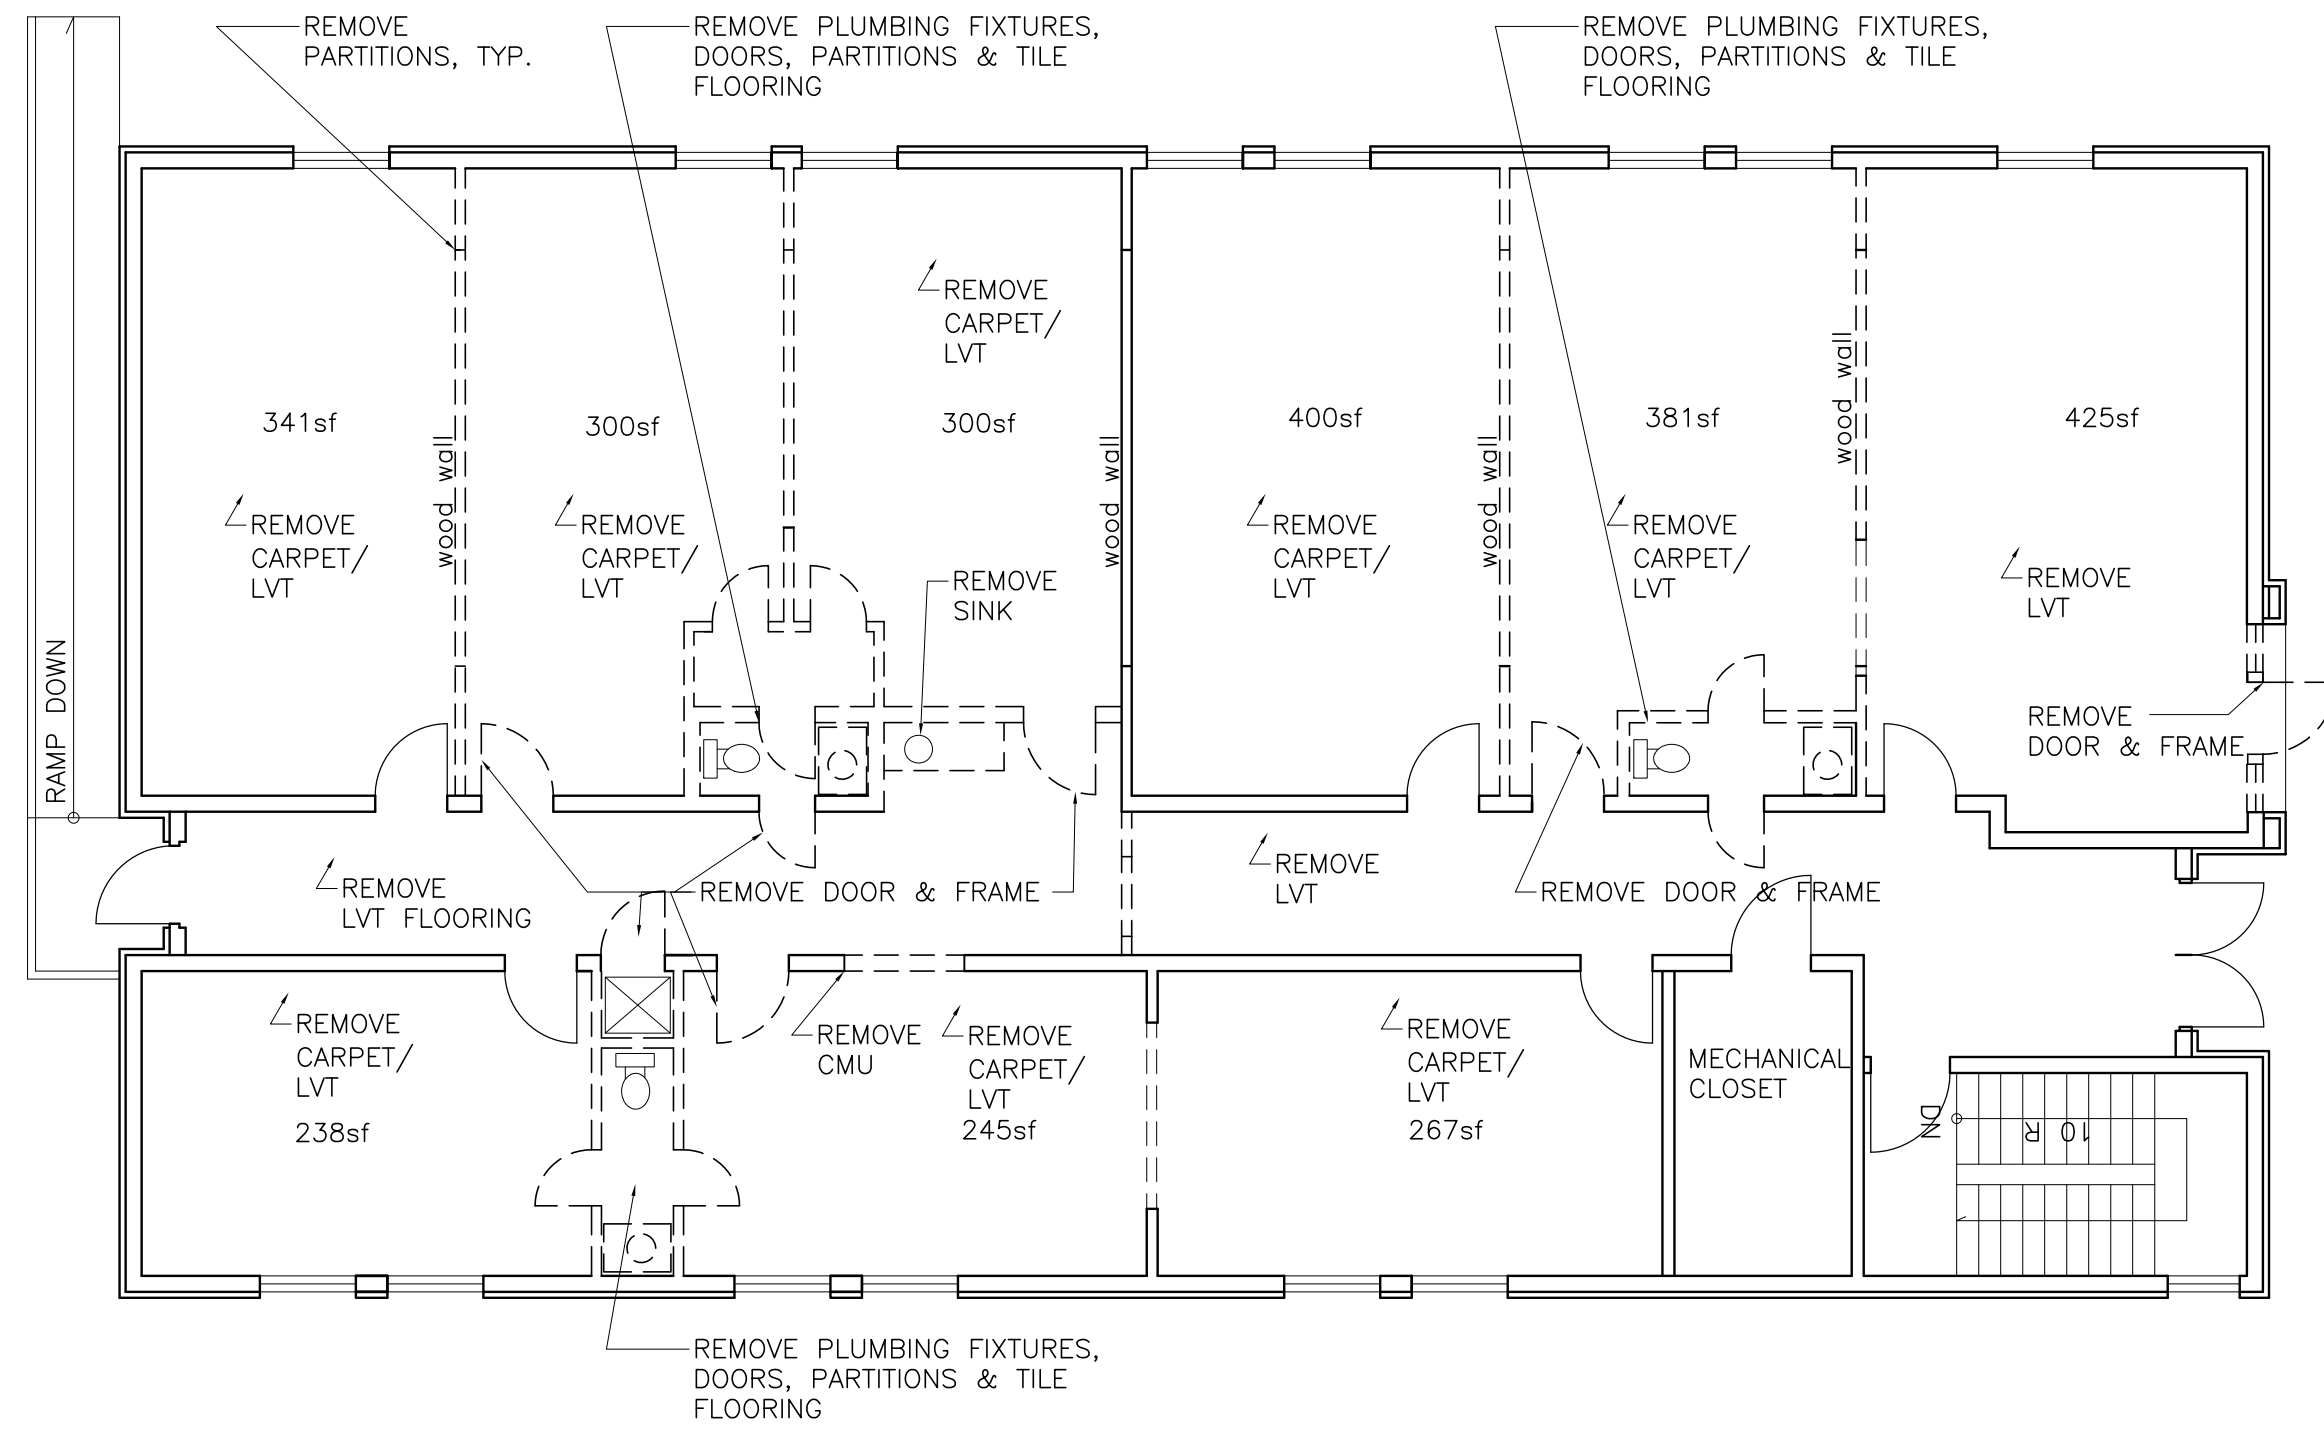 REMOVE
PARTITIONS, TYP.
REMOVE PLUMBING FIXTURES,
DOORS, PARTITIONS & TILE
FLOORING
REMOVE PLUMBING FIXTURES,
DOORS, PARTITIONS & TILE
FLOORING
RAMP DOWN
341sf
REMOVE
CARPET/
LVT
wood wall
300sf
REMOVE
CARPET/
LVT
REMOVE
CARPET/
LVT
300sf
REMOVE
SINK
wood wall
400sf
REMOVE
CARPET/
LVT
wood wall
381sf
REMOVE
CARPET/
LVT
wood wall
425sf
REMOVE
LVT
REMOVE
DOOR & FRAME
REMOVE
LVT FLOORING
REMOVE DOOR & FRAME
REMOVE
LVT
REMOVE DOOR & FRAME
REMOVE
CARPET/
LVT
238sf
REMOVE
CMU
REMOVE
CARPET/
LVT
245sf
REMOVE
CARPET/
LVT
267sf
MECHANICAL
CLOSET
DN
10 R
REMOVE PLUMBING FIXTURES,
DOORS, PARTITIONS & TILE
FLOORING